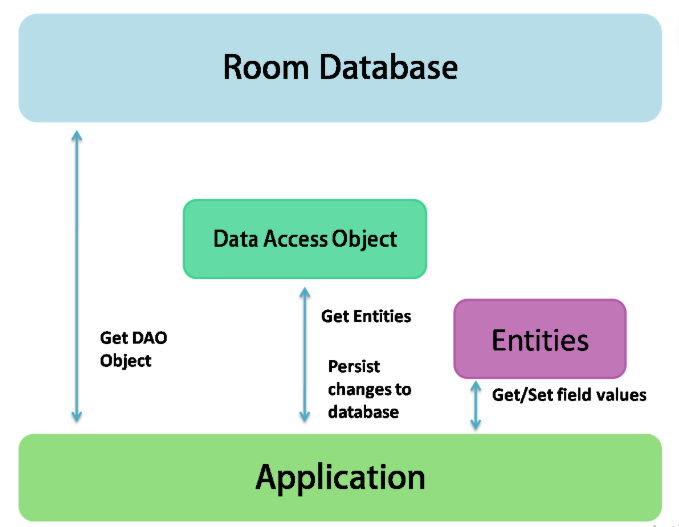 Room Database
Data Access Object
Get Entities
Get DAO
Object
Entities
Persist
changes to
database
Get/Set field values
Application